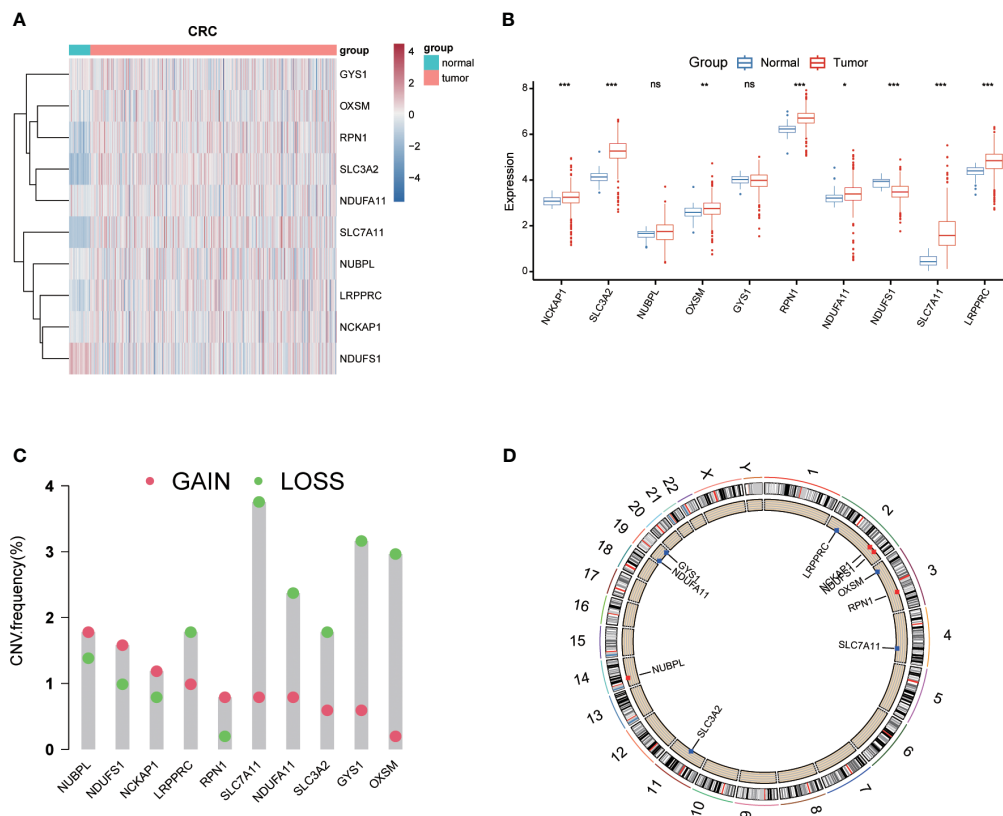 A
CRC
group
GYS1
OXSM
RPN1
SLC3A2
NDUFA11
SLC7A11
NUBPL
LRPPRC
NCKAP1
NDUFS1
4
2
0
−2
−4
group
normal
tumor
B
Group Normal Tumor
*** *** ns ** ns *** * *** *** ***
Expression
6
4
2
0
NCKAP1
SLC3A2
NUBPL
OXSM
GYS1
RPN1
NDUFA11
NDUFS1
SLC7A11
LRPPRC
C
GAIN LOSS
CNV.frequency(%)
4
3
2
1
0
NUBPL
NDUFS1
NCKAP1
LRPPRC
RPN1
SLC7A11
NDUFA11
SLC3A2
GYS1
OXSM
D
1
2
3
4
5
6
7
8
9
10
11
12
13
14
15
16
17
18
19
20
21
22
X
Y
LRPPRC
NCKAP1
NDUFS1
OXSM
RPN1
SLC7A11
SLC3A2
NUBPL
NDUFA11
GYS1